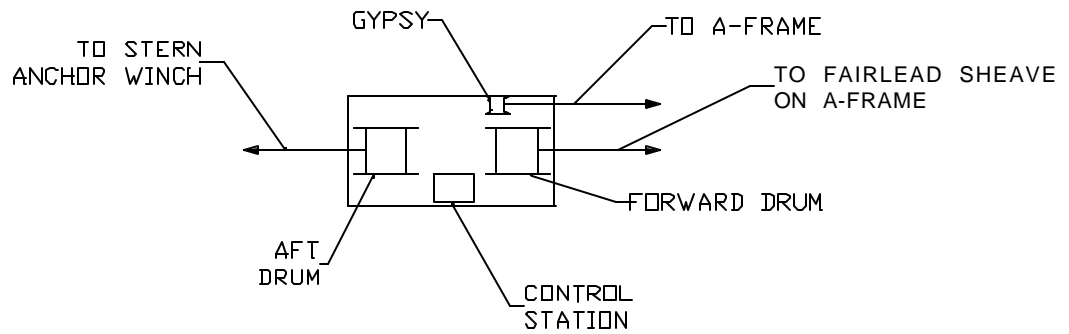 GYPSY
TO A-FRAME
TO STERN
ANCHOR WINCH
TO FAIRLEAD SHEAVE
ON A-FRAME
FORWARD DRUM
AFT
DRUM
CONTROL
STATION